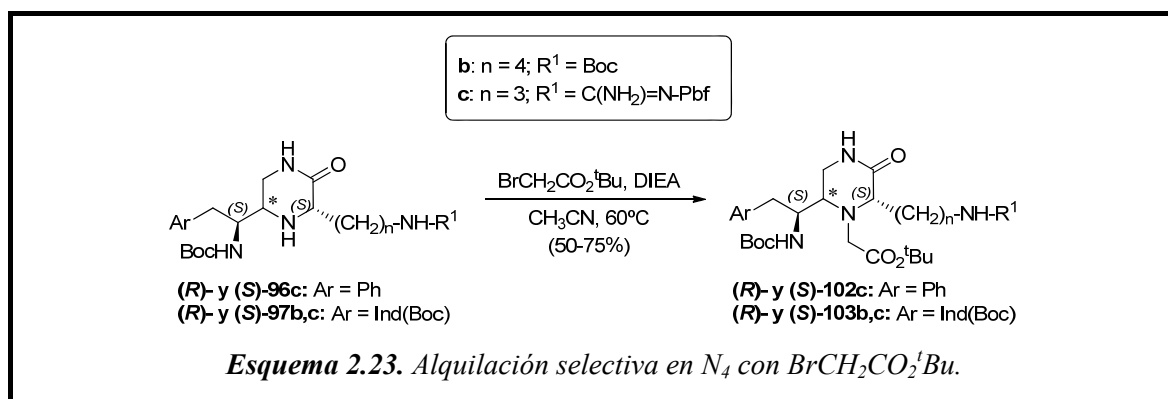 b: n = 4; R¹ = Boc
c: n = 3; R¹ = C(NH₂)=N-Pbf
H
N
O
(S)
*
(S)
Ar
N
H
(CH₂)ₙ-NH-R¹
BocHN
BrCH₂CO₂ᵗBu, DIEA
CH₃CN, 60ºC
(50-75%)
H
N
O
(S)
*
(S)
Ar
N
(CH₂)ₙ-NH-R¹
BocHN
CO₂ᵗBu
(R)- y (S)-96c: Ar = Ph
(R)- y (S)-97b,c: Ar = Ind(Boc)
(R)- y (S)-102c: Ar = Ph
(R)- y (S)-103b,c: Ar = Ind(Boc)
Esquema 2.23. Alquilación selectiva en N₄ con BrCH₂CO₂ᵗBu.